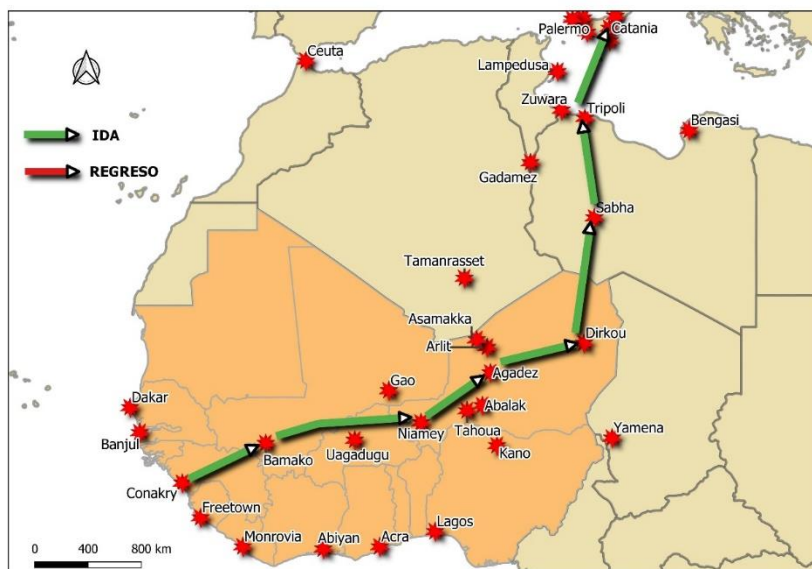 Ceuta
Palermo
Catania
Lampedusa
Zuwara
Tripoli
Bengasi
IDA
REGRESO
Gadamez
Sabha
Tamanrasset
Asamakka
Arlit
Dirkou
Agadez
Gao
Dakar
Abalak
Banjul
Niamey
Tahoua
Yamena
Bamako
Uagadugu
Kano
Conakry
Freetown
Lagos
Monrovia
Abiyan
Acra
0 400 800 km